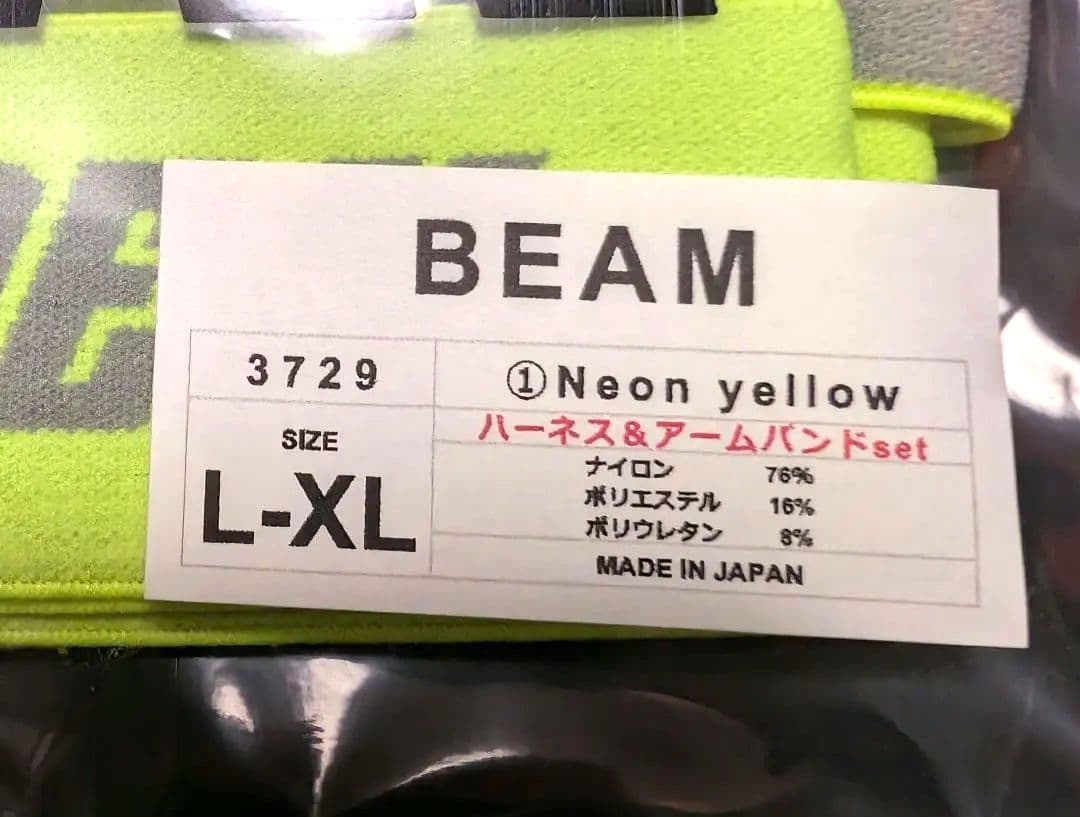 BEAM
3729
①Neon yellow
ハーネス&アームバンドset
SIZE
L-XL
ナイロン 76%
ポリエステル 16%
ポリウレタン 8%
MADE IN JAPAN